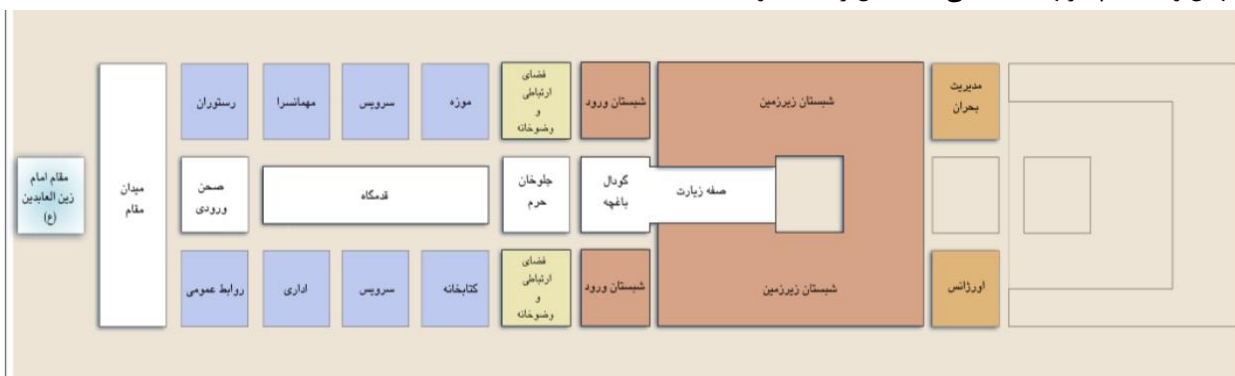 مدیریت
بحران
شبستان زیرزمین
شبستان ورود
فضای
ارتباطی
و
وضوخانه
موزه
سرویس
مهمانسرا
رستوران
صفه زیارت
گودال
باغچه
جلوخان
حرم
قدمگاه
صحن
ورودی
میدان
مقام
مقام امام
زین العابدین
(ع)
اورژانس
شبستان زیرزمین
شبستان ورود
فضای
ارتباطی
و
وضوخانه
کتابخانه
سرویس
اداری
روابط عمومی